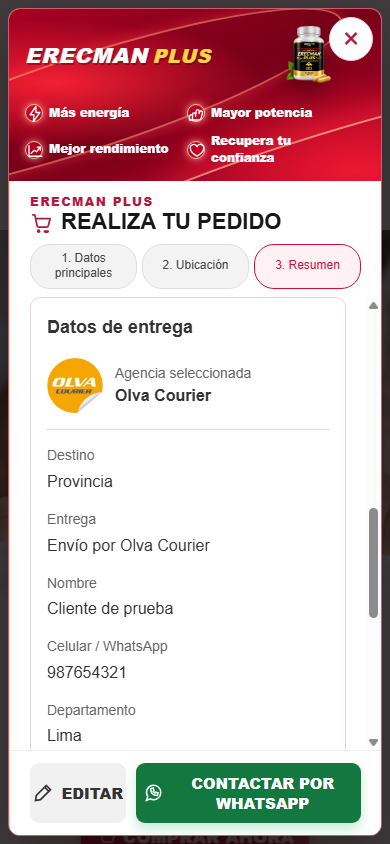 ERECMAN PLUS
ERECMAN
PLUS
Más energía
Mayor potencia
Mejor rendimiento
Recupera tu
confianza
ERECMAN PLUS
REALIZA TU PEDIDO
1. Datos
principales
2. Ubicación
3. Resumen
Datos de entrega
OLVA
COURIER
Agencia seleccionada
Olva Courier
Destino
Provincia
Entrega
Envío por Olva Courier
Nombre
Cliente de prueba
Celular / WhatsApp
987654321
Departamento
Lima
EDITAR
CONTACTAR POR
WHATSAPP
COMPRAR AHORA